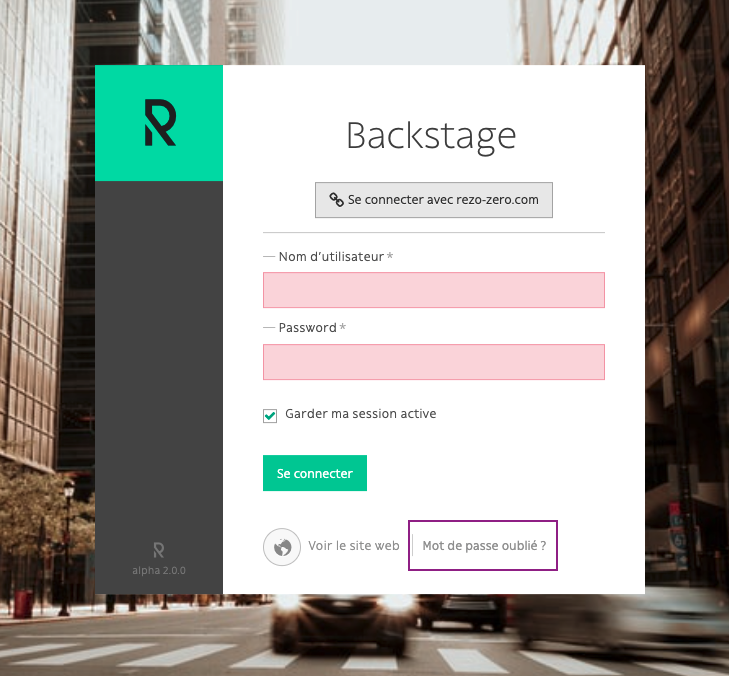 Backstage
Se connecter avec rezo-zero.com
Nom d'utilisateur *
Password *
Garder ma session active
Se connecter
Voir le site web
Mot de passe oublié ?
alpha 2.0.0